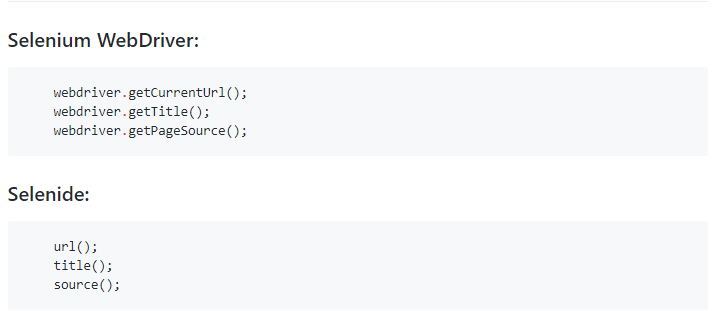 Selenium WebDriver:
webdriver.getCurrentUrl();
webdriver.getTitle();
webdriver.getPageSource();
Selenide:
url();
title();
source();